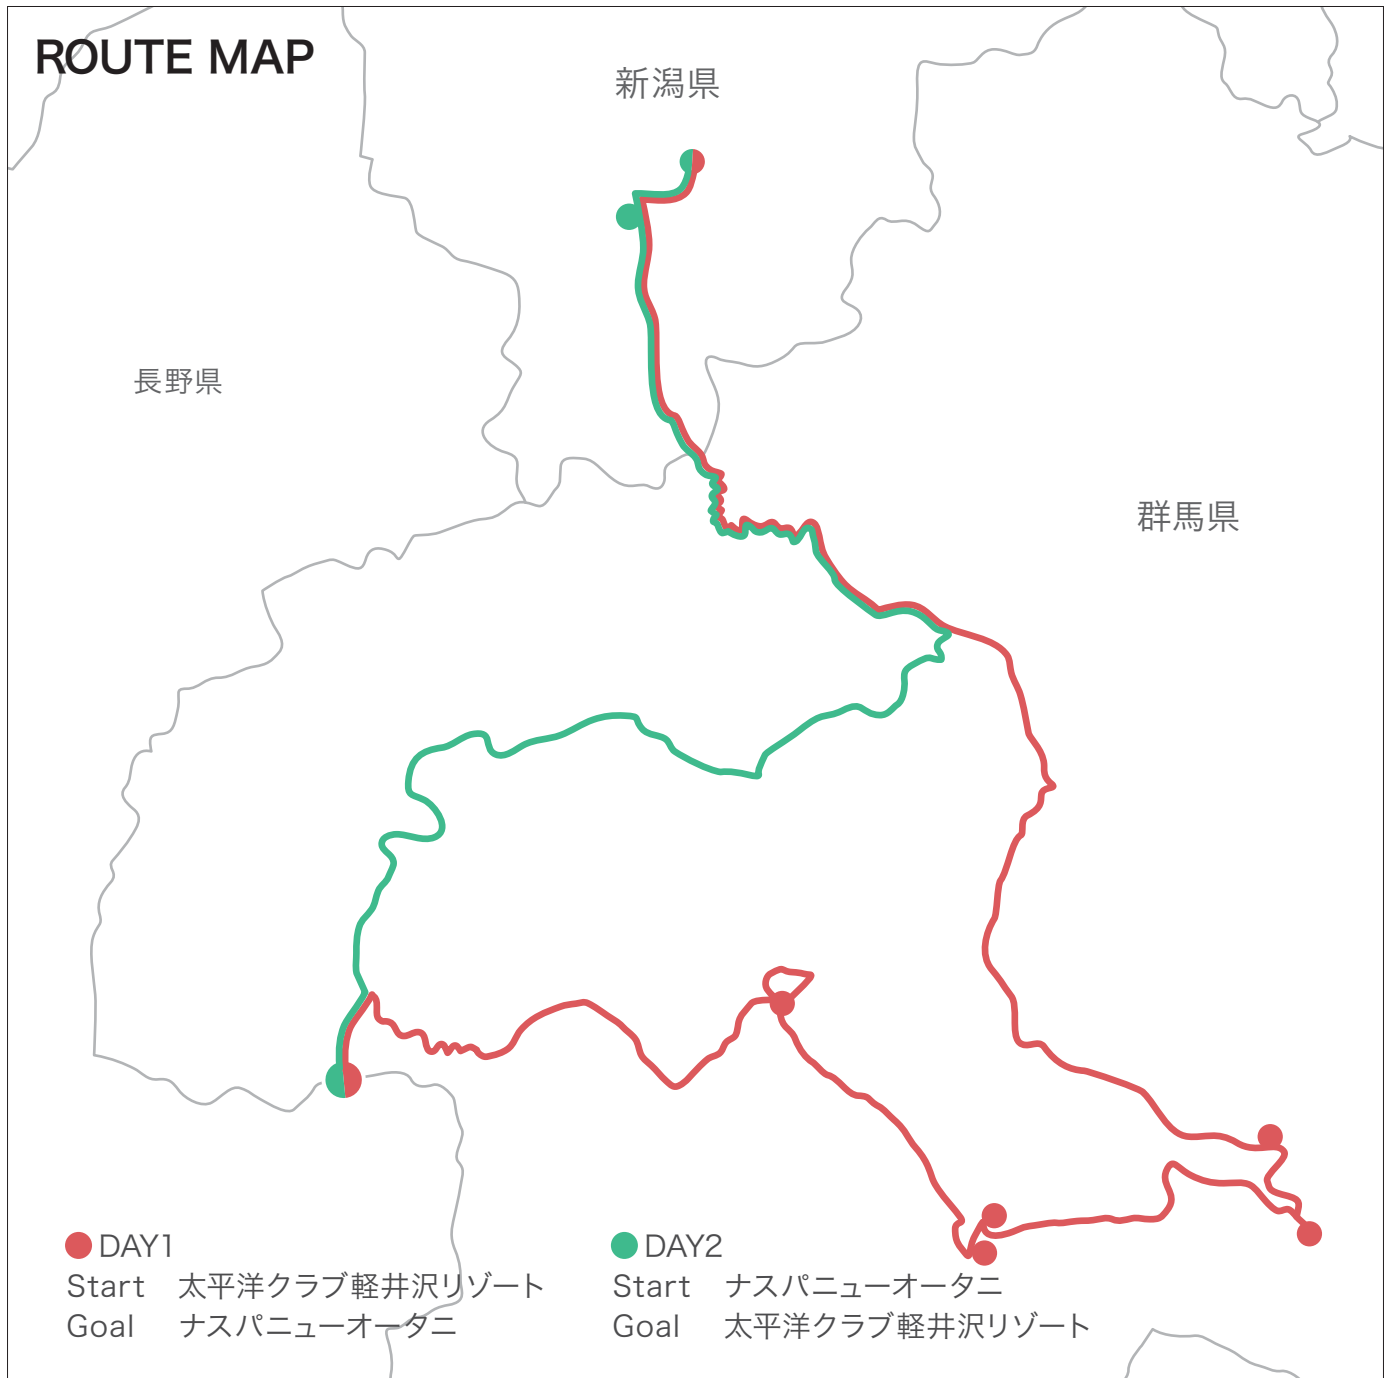 ROUTE MAP
新潟県
長野県
群馬県
DAY1
Start 太平洋クラブ軽井沢リゾート
Goal ナスパニューオータニ
DAY2
Start ナスパニューオータニ
Goal 太平洋クラブ軽井沢リゾート